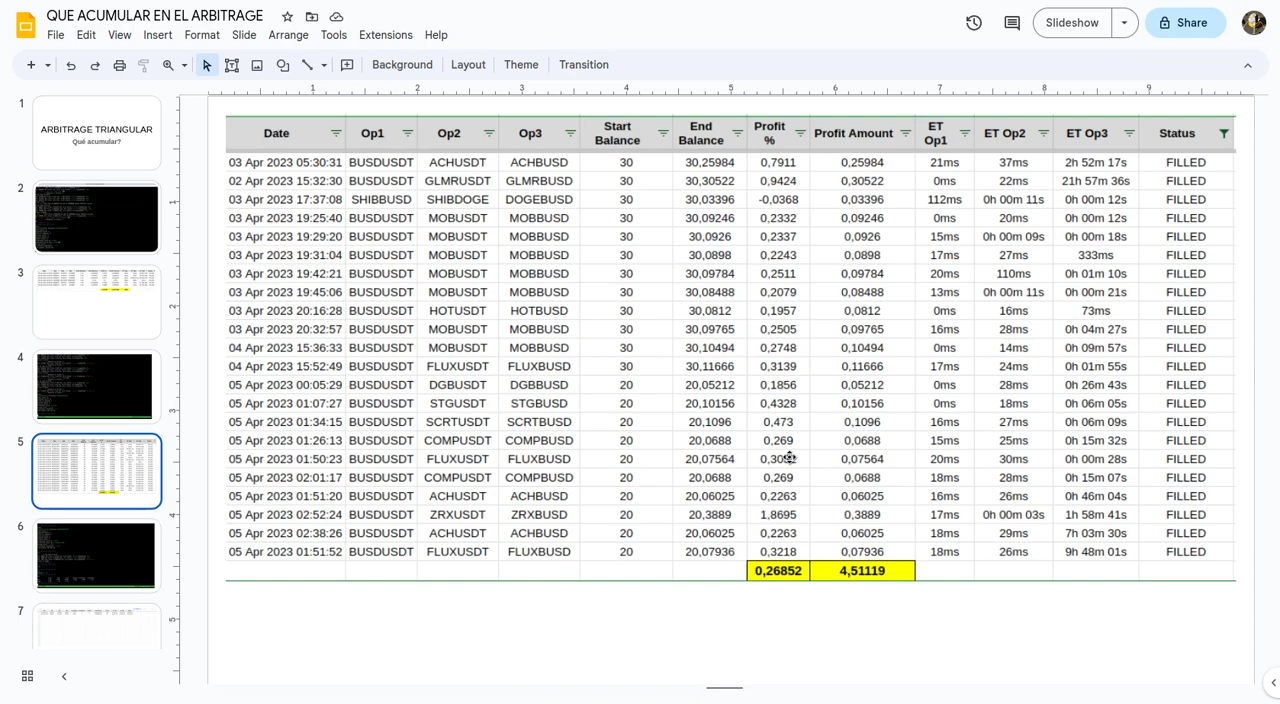 QUE ACUMULAR EN EL ARBITRAGE
File Edit View Insert Format Slide Arrange Tools Extensions Help
Slideshow
Share
Background Layout Theme Transition
1 2 3 4 5 6 7 8 9
1
ARBITRAGE TRIANGULAR
Qué acumular?
2
3
4
5
6
7
1
2
3
4
5
Date Op1 Op2 Op3 Start Balance End Balance Profit % Profit Amount ET Op1 ET Op2 ET Op3 Status
03 Apr 2023 05:30:31 BUSDUSDT ACHUSDT ACHBUSD 30 30,25984 0,7911 0,25984 21ms 37ms 2h 52m 17s FILLED
02 Apr 2023 15:32:30 BUSDUSDT GLMRUSDT GLMRBUSD 30 30,30522 0,9424 0,30522 0ms 22ms 21h 57m 36s FILLED
03 Apr 2023 17:37:08 SHIBBUSD SHIBDOGE DOGEBUSD 30 30,03396 -0,0368 0,03396 112ms 0h 00m 11s 0h 00m 12s FILLED
03 Apr 2023 19:25:40 BUSDUSDT MOBUSDT MOBBUSD 30 30,09246 0,2332 0,09246 0ms 20ms 0h 00m 12s FILLED
03 Apr 2023 19:29:20 BUSDUSDT MOBUSDT MOBBUSD 30 30,0926 0,2337 0,0926 15ms 0h 00m 09s 0h 00m 18s FILLED
03 Apr 2023 19:31:04 BUSDUSDT MOBUSDT MOBBUSD 30 30,0898 0,2243 0,0898 17ms 27ms 333ms FILLED
03 Apr 2023 19:42:21 BUSDUSDT MOBUSDT MOBBUSD 30 30,09784 0,2511 0,09784 20ms 110ms 0h 01m 10s FILLED
03 Apr 2023 19:45:06 BUSDUSDT MOBUSDT MOBBUSD 30 30,08488 0,2079 0,08488 13ms 0h 00m 11s 0h 00m 21s FILLED
03 Apr 2023 20:16:28 BUSDUSDT HOTUSDT HOTBUSD 30 30,0812 0,1957 0,0812 0ms 16ms 73ms FILLED
03 Apr 2023 20:32:57 BUSDUSDT MOBUSDT MOBBUSD 30 30,09765 0,2505 0,09765 16ms 28ms 0h 04m 27s FILLED
04 Apr 2023 15:36:33 BUSDUSDT MOBUSDT MOBBUSD 30 30,10494 0,2748 0,10494 0ms 14ms 0h 09m 57s FILLED
04 Apr 2023 15:52:49 BUSDUSDT FLUXUSDT FLUXBUSD 30 30,11666 0,3139 0,11666 17ms 24ms 0h 01m 55s FILLED
05 Apr 2023 BUSDUSDT DGBUSDT DGBBUSD 20 20,05212 0,1856 0,05212 0ms 28ms 0h 26m 43s FILLED
05 Apr 2023 01:07:27 BUSDUSDT STGUSDT STGBUSD 20 20,10156 0,4328 0,10156 0ms 18ms 0h 06m 05s FILLED
05 Apr 2023 01:34:15 BUSDUSDT SCRTUSDT SCRTBUSD 20 20,1096 0,473 0,1096 16ms 27ms 0h 06m 09s FILLED
05 Apr 2023 01:26:13 BUSDUSDT COMPUSDT COMPBUSD 20 20,0688 0,269 0,0688 15ms 25ms 0h 15m 32s FILLED
05 Apr 2023 01:50:23 BUSDUSDT FLUXUSDT FLUXBUSD 20 20,07564 0,07564 20ms 30ms 0h 00m 28s FILLED
05 Apr 2023 02:01:17 BUSDUSDT COMPUSDT COMPBUSD 20 20,0688 0,269 0,0688 18ms 28ms 0h 15m 07s FILLED
05 Apr 2023 01:51:20 BUSDUSDT ACHUSDT ACHBUSD 20 20,06025 0,2263 0,06025 16ms 26ms 0h 46m 04s FILLED
05 Apr 2023 02:52:24 BUSDUSDT ZRXUSDT ZRXBUSD 20 20,3889 1,8695 0,3889 17ms 0h 00m 03s 1h 58m 41s FILLED
05 Apr 2023 02:38:26 BUSDUSDT ACHUSDT ACHBUSD 20 20,06025 0,2263 0,06025 18ms 29ms 7h 03m 30s FILLED
05 Apr 2023 01:51:52 BUSDUSDT FLUXUSDT FLUXBUSD 20 20,07936 0,3218 0,07936 18ms 26ms 9h 48m 01s FILLED
0,26852 4,51119